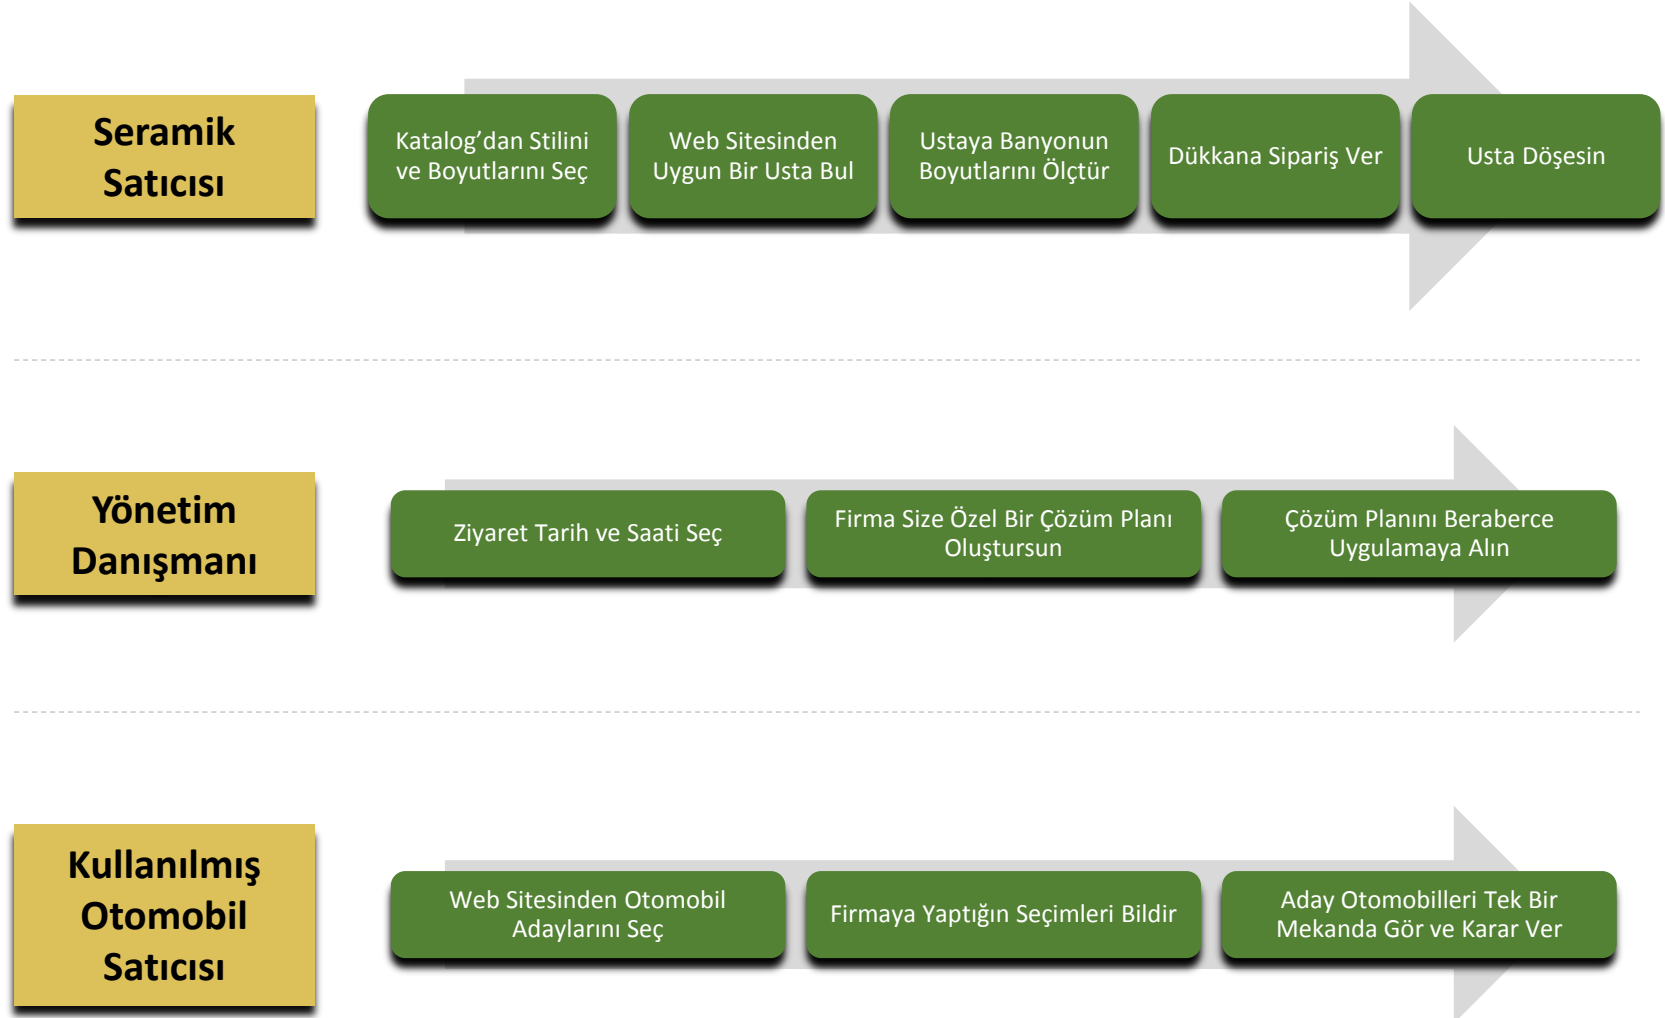 Seramik
Satıcısı
Katalog’dan Stilini
ve Boyutlarını Seç
Web Sitesinden
Uygun Bir Usta Bul
Ustaya Banyonun
Boyutlarını Ölçtür
Dükkana Sipariş Ver
Usta Döşesin
Yönetim
Danışmanı
Ziyaret Tarih ve Saati Seç
Firma Size Özel Bir Çözüm Planı
Oluştursun
Çözüm Planını Beraberce
Uygulamaya Alın
Kullanılmış
Otomobil
Satıcısı
Web Sitesinden Otomobil
Adaylarını Seç
Firmaya Yaptığın Seçimleri Bildir
Aday Otomobilleri Tek Bir
Mekanda Gör ve Karar Ver